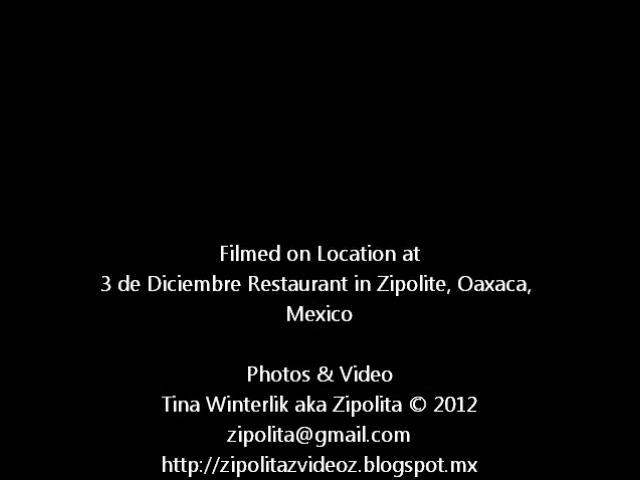 Filmed on Location at
3 de Diciembre Restaurant in Zipolite, Oaxaca,
Mexico
Photos & Video
Tina Winterlik aka Zipolita © 2012
zipolita@gmail.com
http://zipolitazvideoz.blogspot.mx